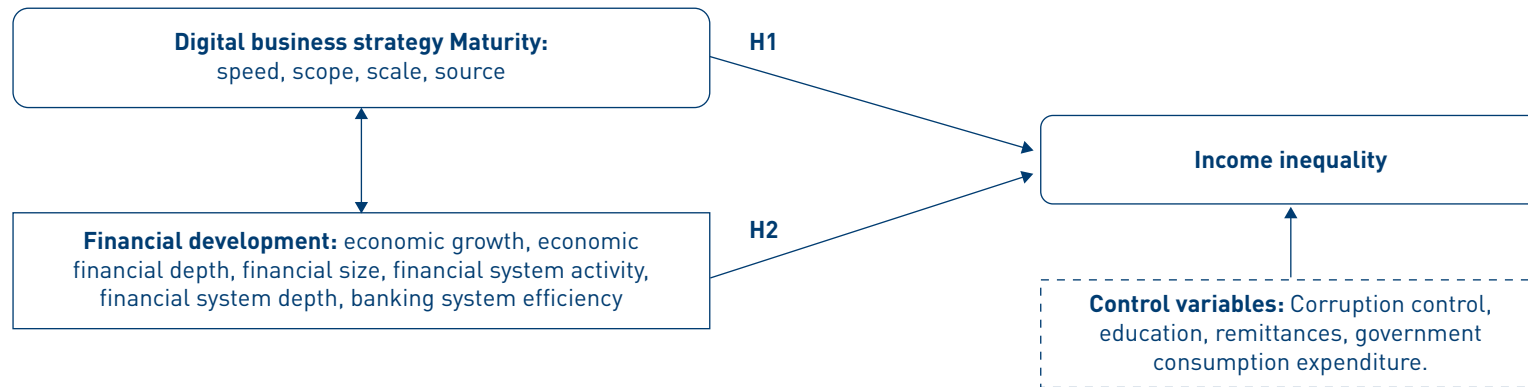 Digital business strategy Maturity:
speed, scope, scale, source
H1
Income inequality
H2
Financial development: economic growth, economic
financial depth, financial size, financial system activity,
financial system depth, banking system efficiency
Control variables: Corruption control,
education, remittances, government
consumption expenditure.